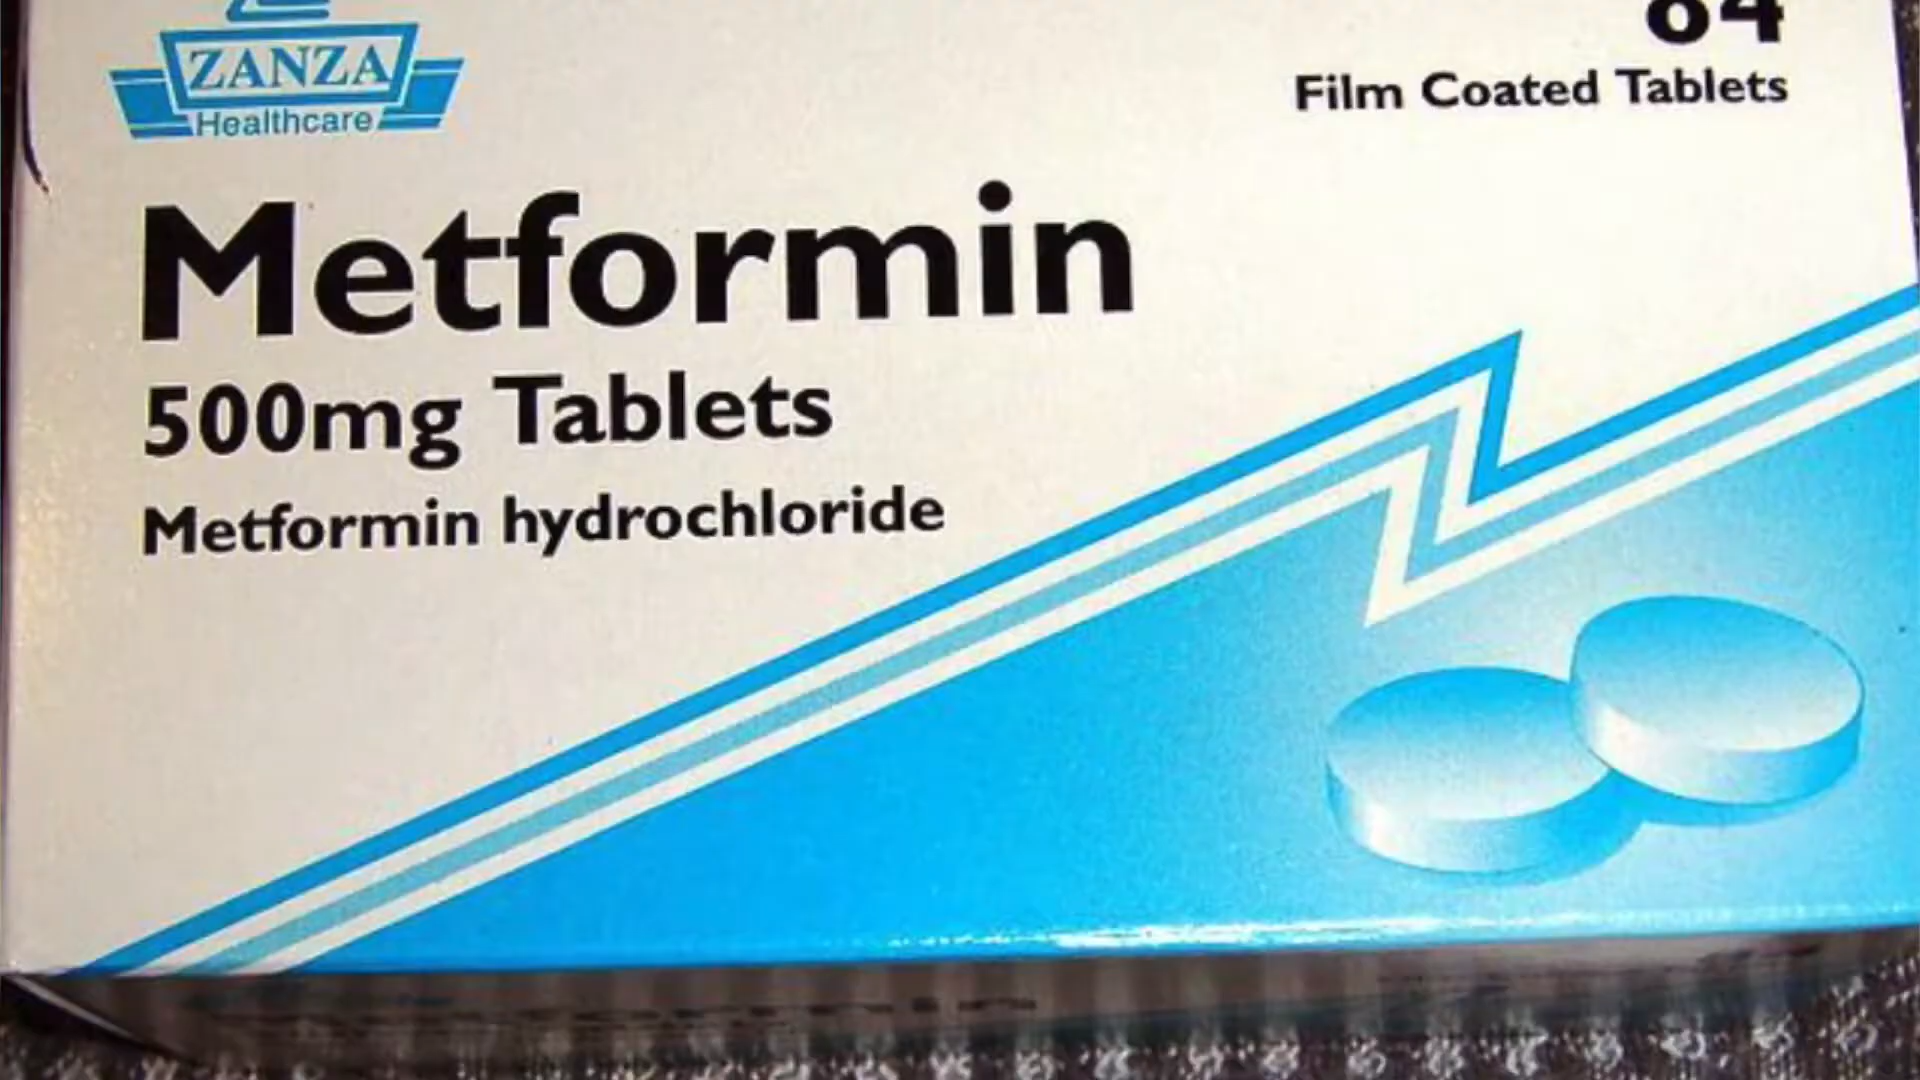 ZANZA
Healthcare
Film Coated Tablets
Metformin
500mg Tablets
Metformin hydrochloride